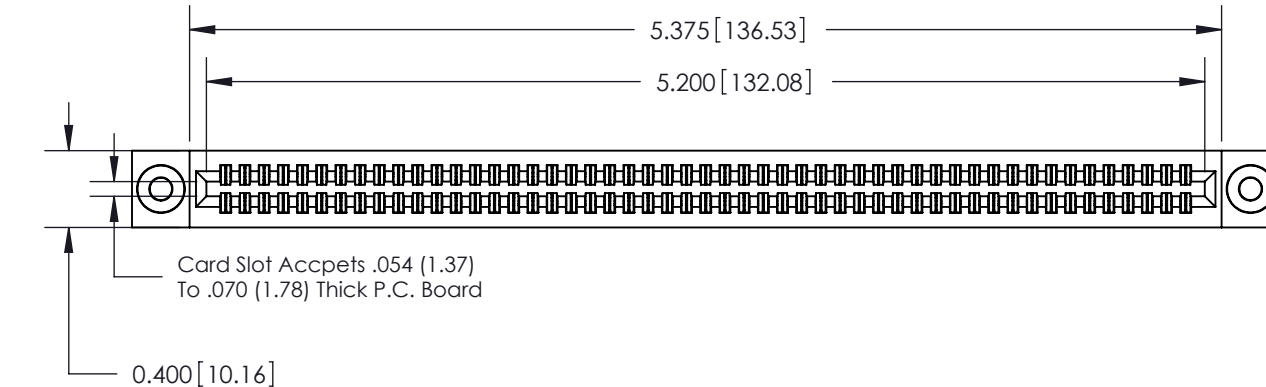 5.375[136.53]
5.200[132.08]
Card Slot Accpets .054 (1.37)
To .070 (1.78) Thick P.C. Board
0.400[10.16]